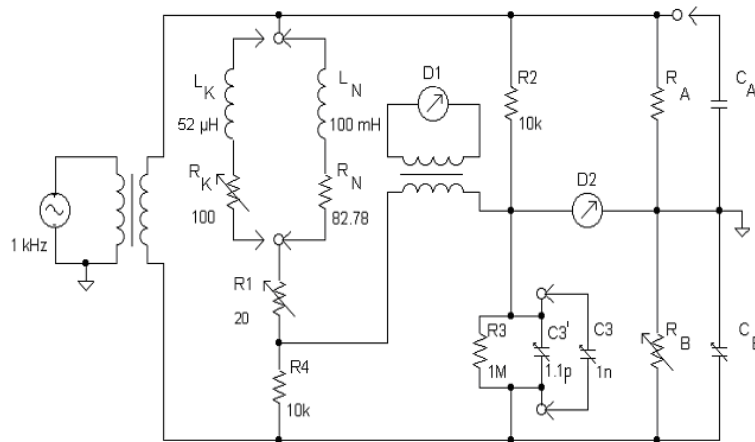 L K
52 µH
R K
100
L N
100 mH
R N
82.78
D1
R2
10k
R A
C A
D2
1 kHz
R1
20
R4
10k
R3
1M
C3'
1.1p
C3
1n
R B